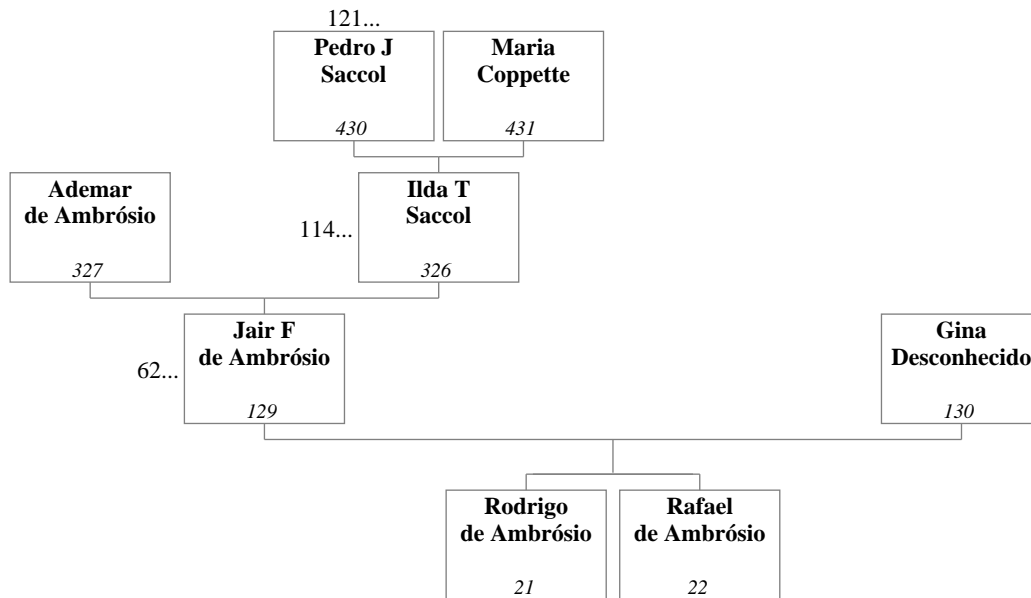 121...
Pedro J
Saccol
430
Maria
Coppette
431
Ademar
de Ambrósio
327
114...
Ilda T
Saccol
326
62...
Jair F
de Ambrósio
129
Gina
Desconhecido
130
Rodrigo
de Ambrósio
21
Rafael
de Ambrósio
22